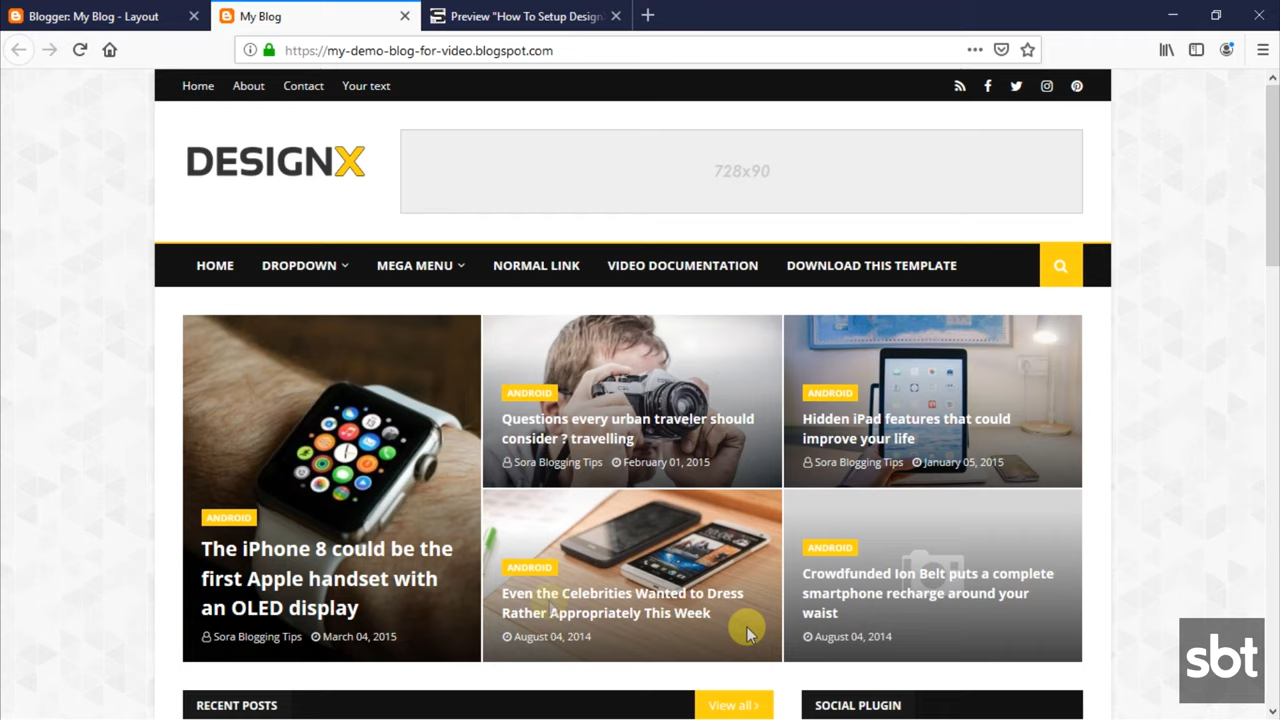 Blogger: My Blog - Layout
My Blog
Preview "How To Setup Design
https://my-demo-blog-for-video.blogspot.com
Home About Contact Your text
DESIGNX
728x90
HOME DROPDOWN MEGA MENU NORMAL LINK VIDEO DOCUMENTATION DOWNLOAD THIS TEMPLATE
ANDROID
The iPhone 8 could be the
first Apple handset with
an OLED display
Sora Blogging Tips March 04, 2015
ANDROID
Questions every urban traveler should
consider ? travelling
Sora Blogging Tips February 01, 2015
ANDROID
Hidden iPad features that could
improve your life
Sora Blogging Tips January 05, 2015
ANDROID
Even the Celebrities Wanted to Dress
Rather Appropriately This Week
August 04, 2014
ANDROID
Crowdfunded Ion Belt puts a complete
smartphone recharge around your
waist
August 04, 2014
RECENT POSTS
View all
SOCIAL PLUGIN
sbt